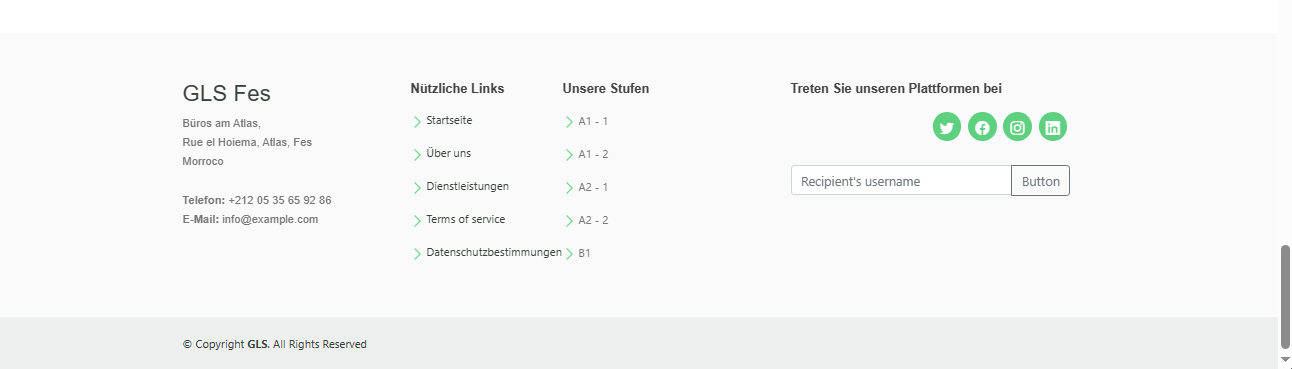 GLS Fes
Büros am Atlas,
Rue el Hoiema, Atlas, Fes
Morroco
Telefon: +212 05 35 65 92 86
E-Mail: info@example.com
Nützliche Links
Startseite
Über uns
Dienstleistungen
Terms of service
Datenschutzbestimmungen
Unsere Stufen
A1 - 1
A1 - 2
A2 - 1
A2 - 2
B1
Treten Sie unseren Plattformen bei
Recipient's username
Button
© Copyright GLS. All Rights Reserved